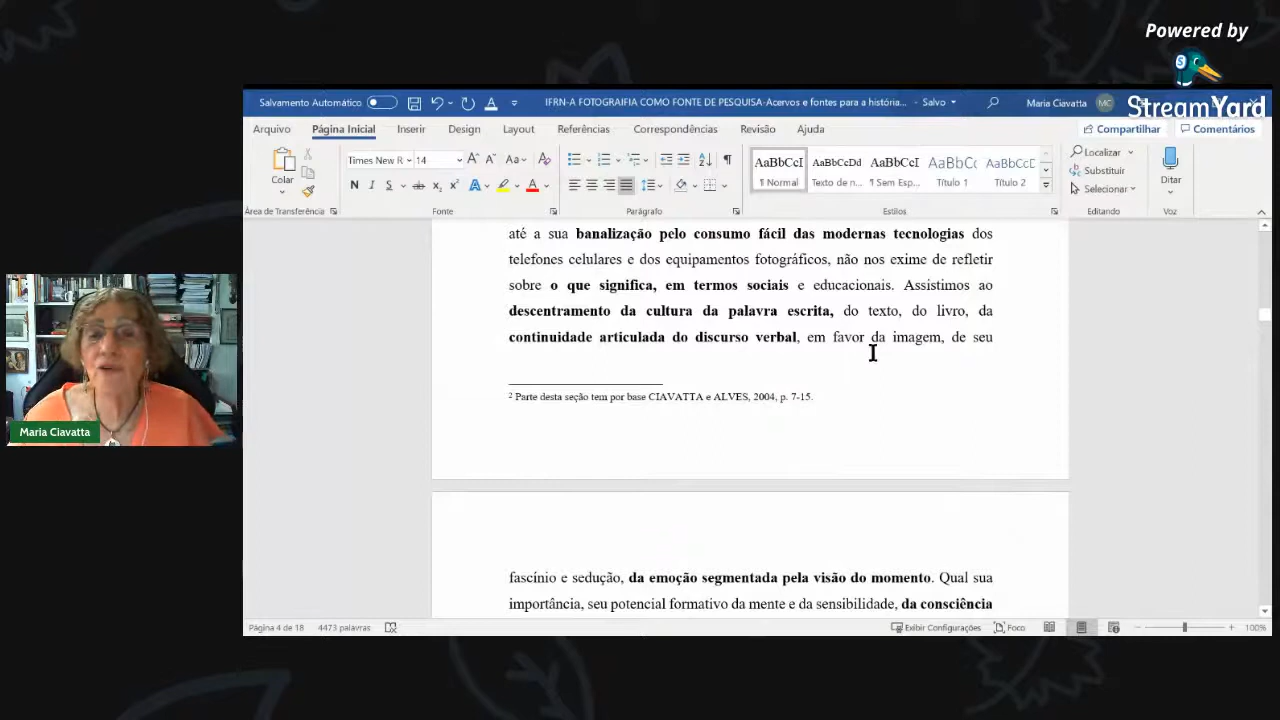 Powered by
StreamYard
Salvamento Automático
IFRN-A FOTOGRAIFIA COMO FONTE DE PESQUISA-Acervos e fontes para a história... - Salvo
Maria Ciavatta
MC
Arquivo Página Inicial Inserir Design Layout Referências Correspondências Revisão Ajuda
Compartilhar Comentários
Colar
Times New R 14
AaBbCcI AaBbCcDd AaBbCcI AaBbCc AaBbCcD
¶ Normal Texto de n... ¶ Sem Esp... Título 1 Título 2
Localizar
Substituir
Selecionar
Ditar
Área de Transferência Fonte Parágrafo Estilos Editando Voz
até a sua banalização pelo consumo fácil das modernas tecnologias dos
telefones celulares e dos equipamentos fotográficos, não nos exime de refletir
sobre o que significa, em termos sociais e educacionais. Assistimos ao
descentramento da cultura da palavra escrita, do texto, do livro, da
continuidade articulada do discurso verbal, em favor da imagem, de seu
² Parte desta seção tem por base CIAVATTA e ALVES, 2004, p. 7-15.
fascínio e sedução, da emoção segmentada pela visão do momento. Qual sua
importância, seu potencial formativo da mente e da sensibilidade, da consciência
Maria Ciavatta
Página 4 de 18 4473 palavras
Exibir Configurações Foco
100%